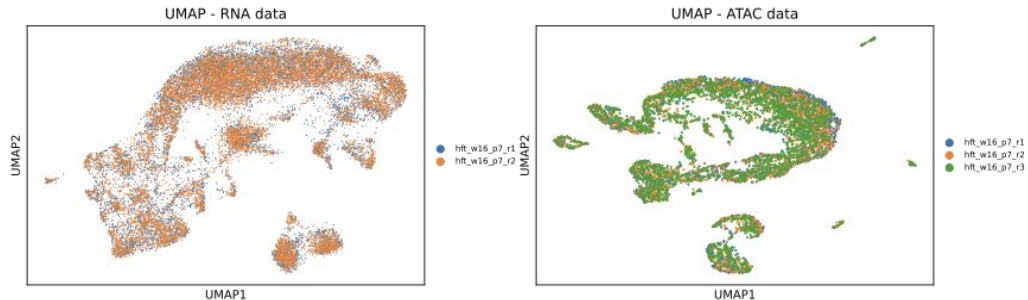 UMAP - RNA data
UMAP2
UMAP1
hft_w16_p7_r1
hft_w16_p7_r2
UMAP - ATAC data
UMAP2
UMAP1
hft_w16_p7_r1
hft_w16_p7_r2
hft_w16_p7_r3